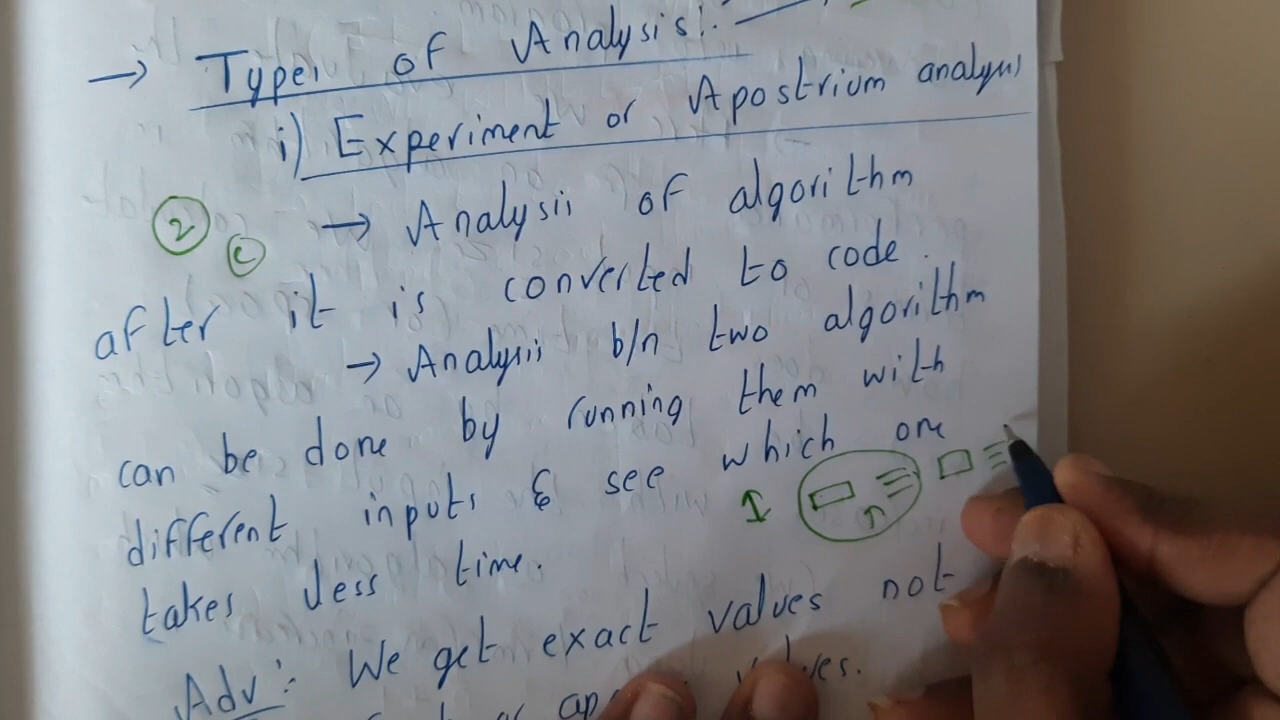 → Types of Analysis:
i) Experiment or Apostrium analysis
② ⓒ → Analysis of algorithm
after it is converted to code.
→ Analysis b/n two algorithm
can be done by running them with
different inputs & see which one
takes less time.
Adv: We get exact values not